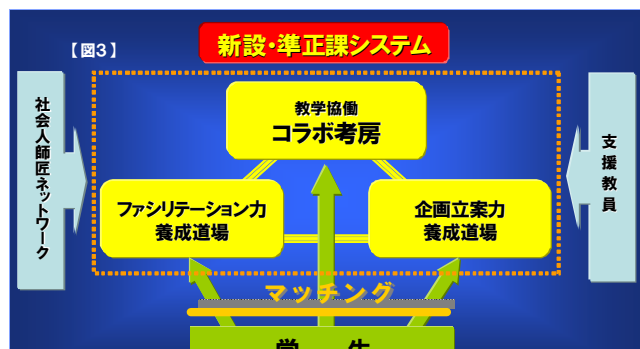 【図3】
新設・準正課システム
教学協働
コラボ考房
社会人師匠ネットワーク
支援教員
ファシリテーション力
養成道場
企画立案力
養成道場
マッチング
学 生